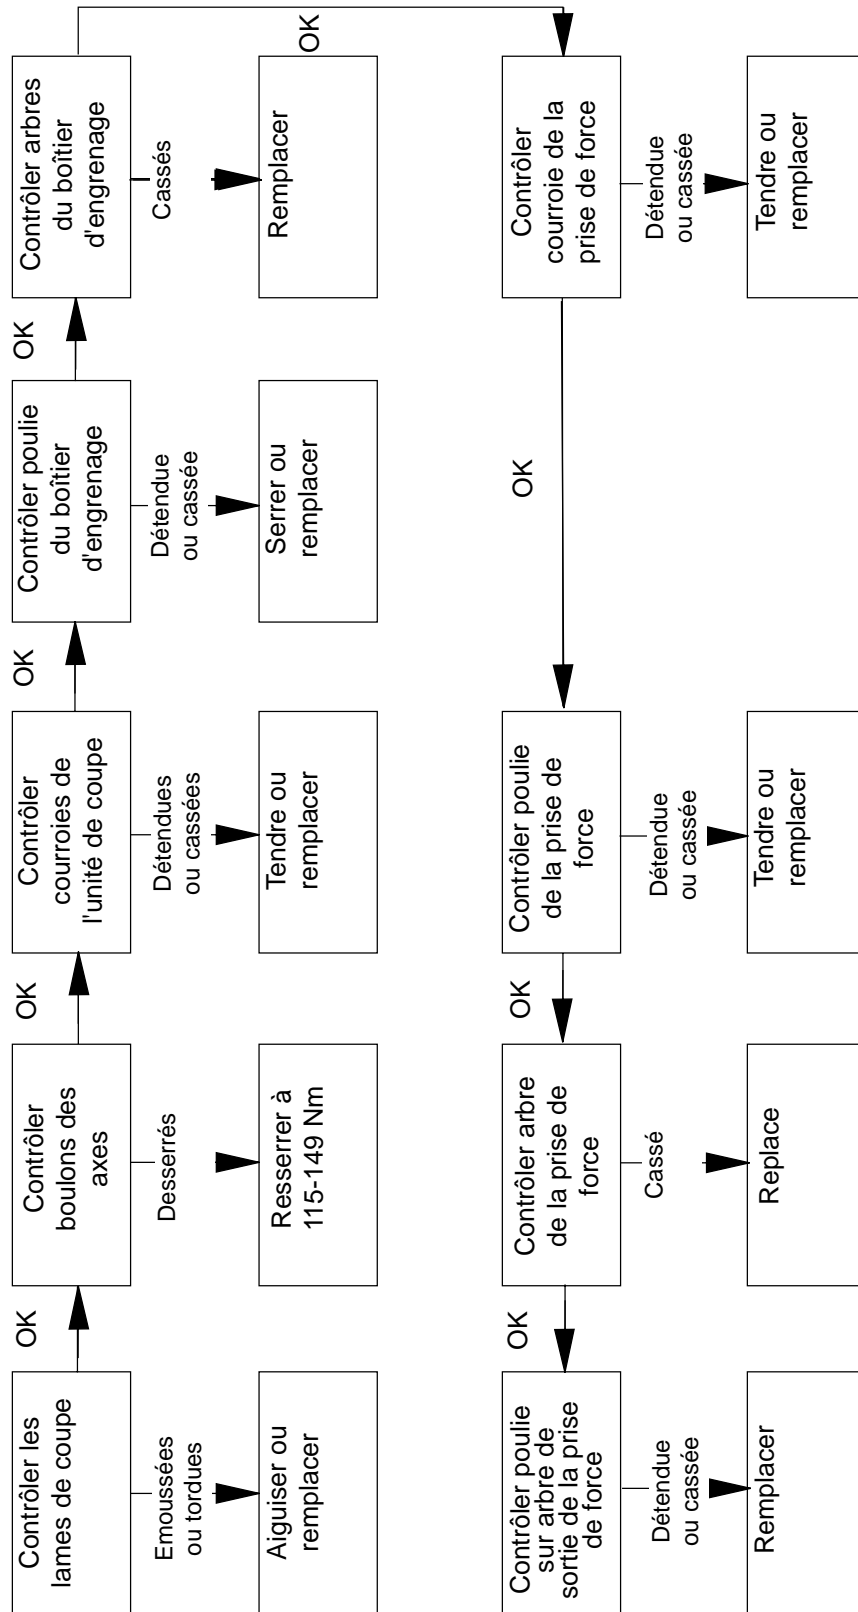 Contrôler les
lames de coupe
Emoussées
ou tordues
Aiguiser ou
remplacer
OK
Contrôler
boulons des
axes
Desserrés
Resserrer à
115-149 Nm
OK
Contrôler
courroies de
l'unité de coupe
Détendues
ou cassées
Tendre ou
remplacer
OK
Contrôler poulie
du boîtier
d'engrenage
Détendue
ou cassée
Serrer ou
remplacer
OK
Contrôler arbres
du boîtier
d'engrenage
Cassés
Remplacer
OK
Contrôler
courroie de la
prise de force
Détendue
ou cassée
Tendre ou
remplacer
OK
Contrôler poulie
de la prise de
force
Détendue
ou cassée
Tendre ou
remplacer
OK
Contrôler arbre
de la prise de
force
Cassé
Replace
OK
Contrôler poulie
sur arbre de
sortie de la prise
de force
Détendue
ou cassée
Remplacer